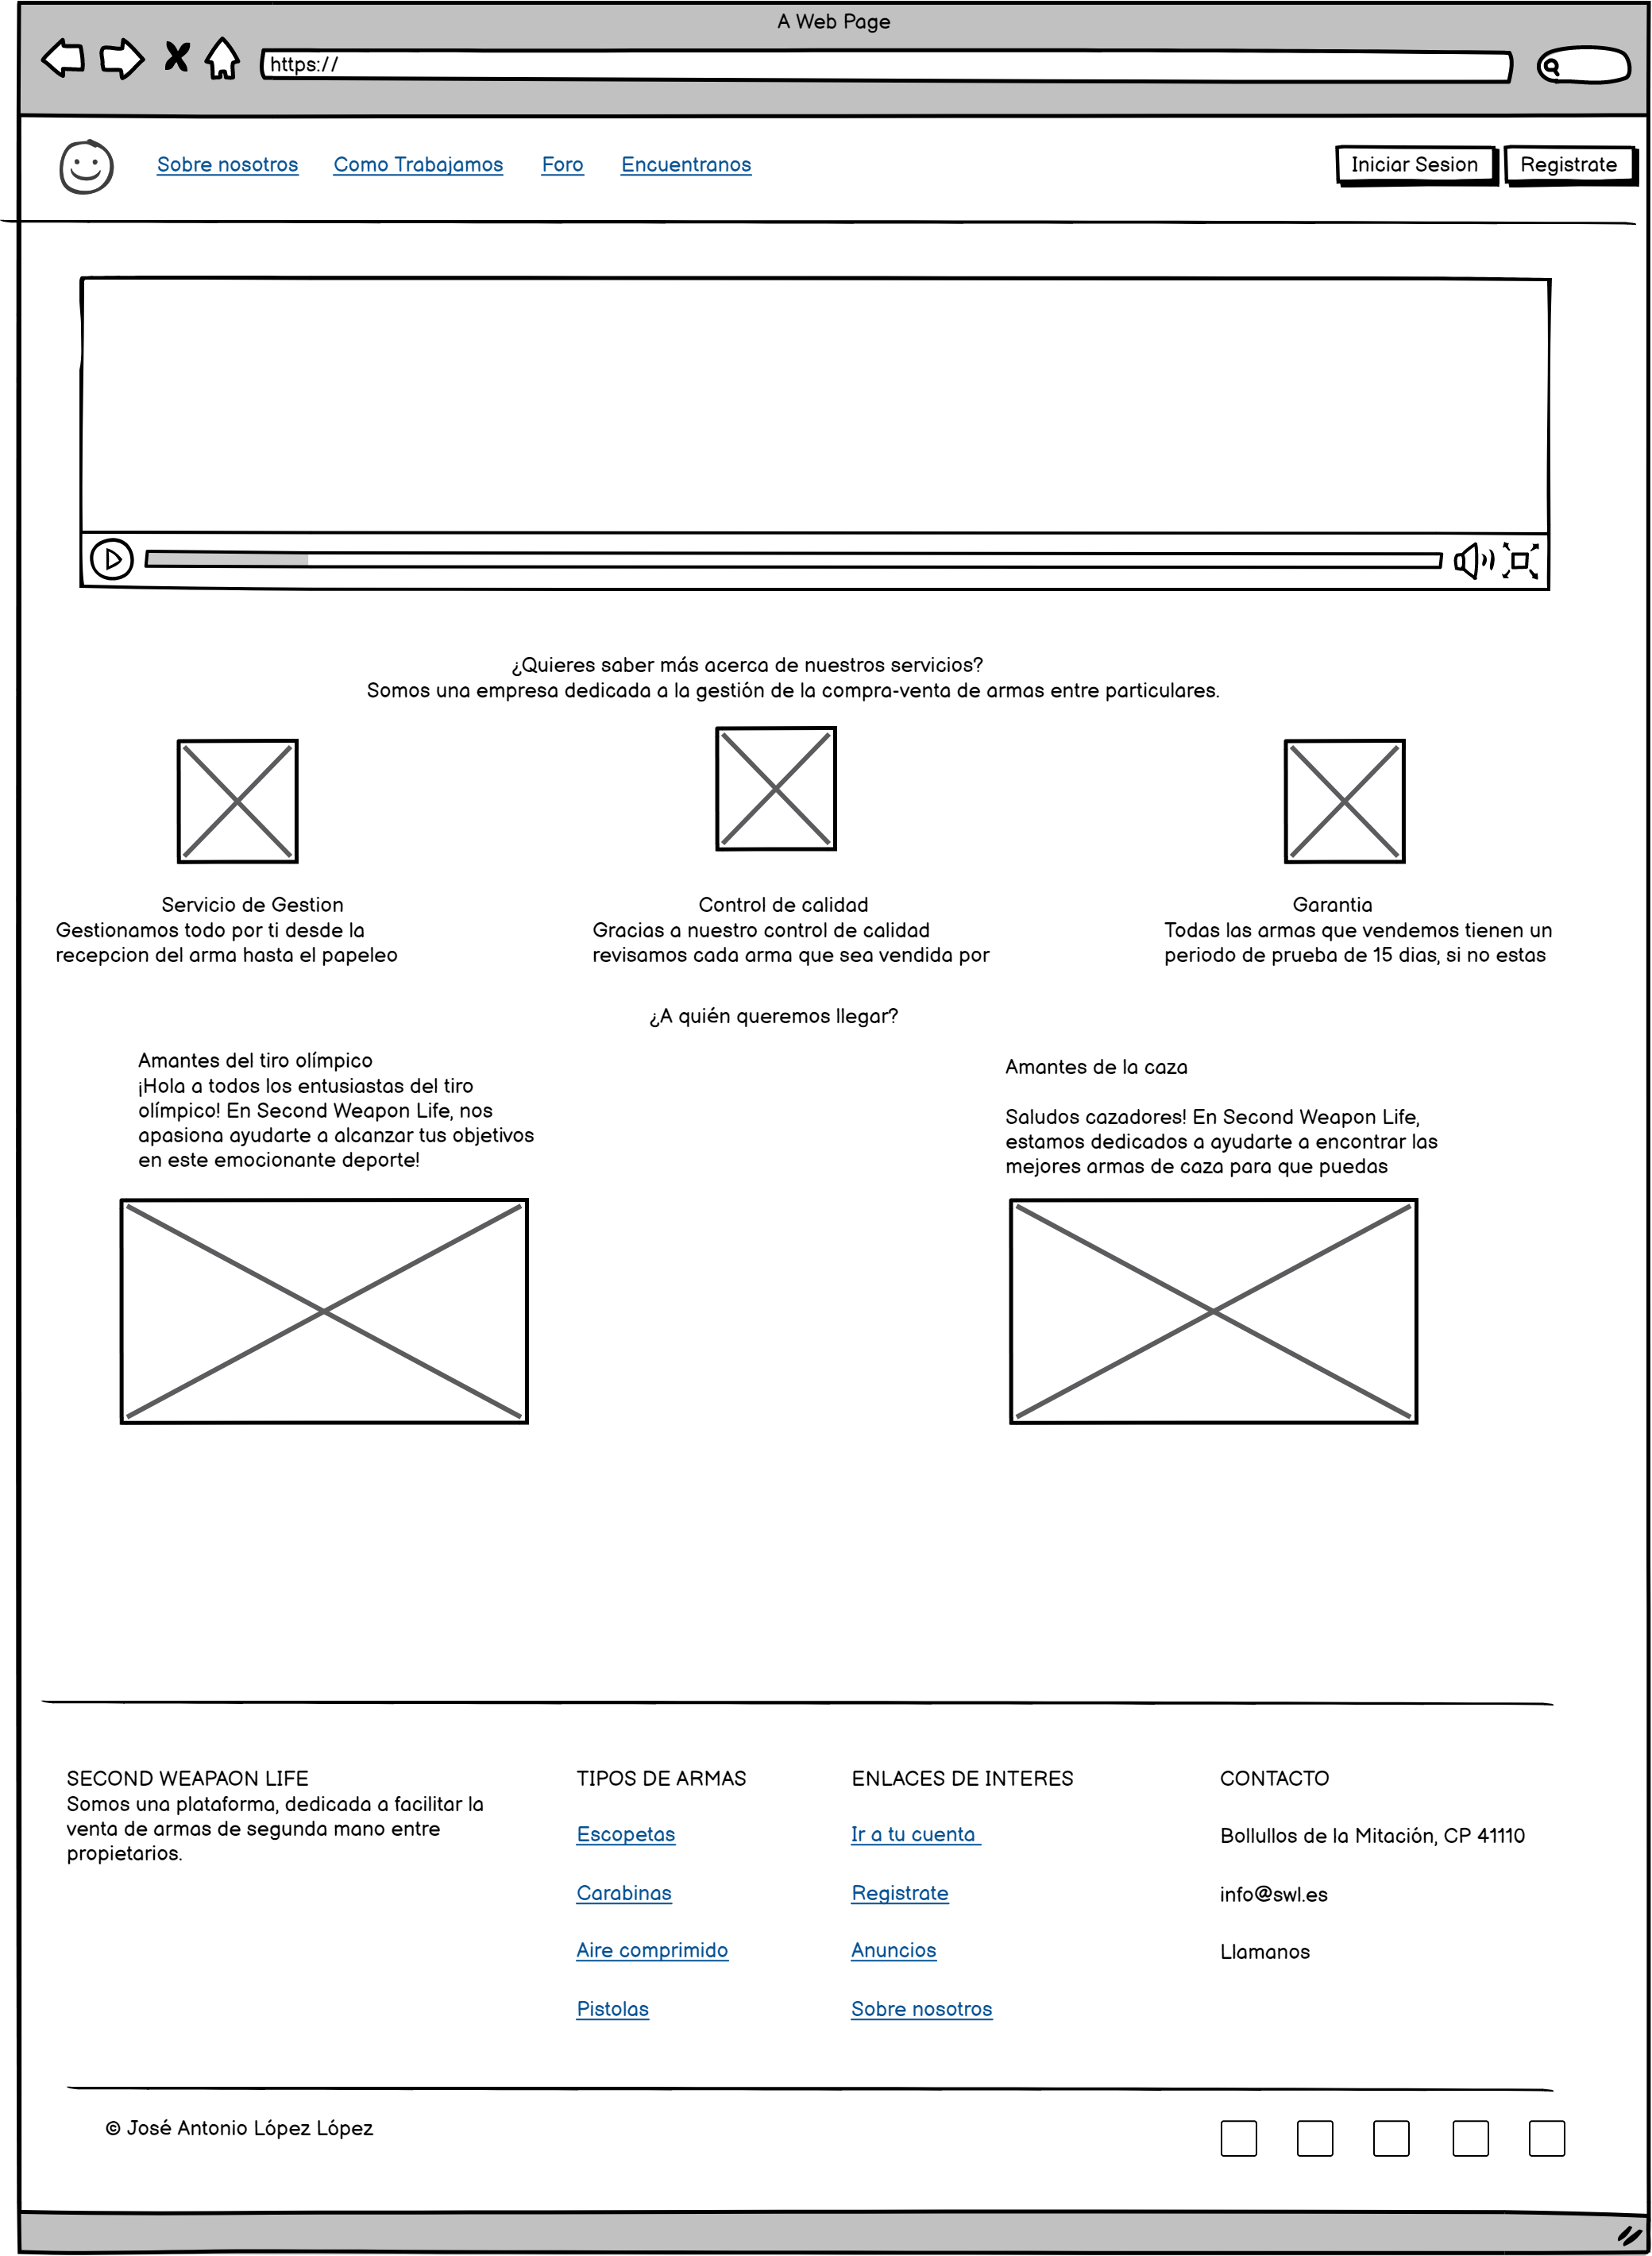 A Web Page
https://
Sobre nosotros
Como Trabajamos
Foro
Encuentranos
Iniciar Sesion
Registrate
¿Quieres saber más acerca de nuestros servicios?
Somos una empresa dedicada a la gestión de la compra-venta de armas entre particulares.
Servicio de Gestion
Gestionamos todo por ti desde la
recepcion del arma hasta el papeleo
Control de calidad
Gracias a nuestro control de calidad
revisamos cada arma que sea vendida por
Garantia
Todas las armas que vendemos tienen un
periodo de prueba de 15 dias, si no estas
¿A quién queremos llegar?
Amantes del tiro olímpico
¡Hola a todos los entusiastas del tiro
olímpico! En Second Weapon Life, nos
apasiona ayudarte a alcanzar tus objetivos
en este emocionante deporte!
Amantes de la caza
Saludos cazadores! En Second Weapon Life,
estamos dedicados a ayudarte a encontrar las
mejores armas de caza para que puedas
SECOND WEAPAON LIFE
Somos una plataforma, dedicada a facilitar la
venta de armas de segunda mano entre
propietarios.
TIPOS DE ARMAS
Escopetas
Carabinas
Aire comprimido
Pistolas
ENLACES DE INTERES
Ir a tu cuenta
Registrate
Anuncios
Sobre nosotros
CONTACTO
Bollullos de la Mitación, CP 41110
info@swl.es
Llamanos
© José Antonio López López